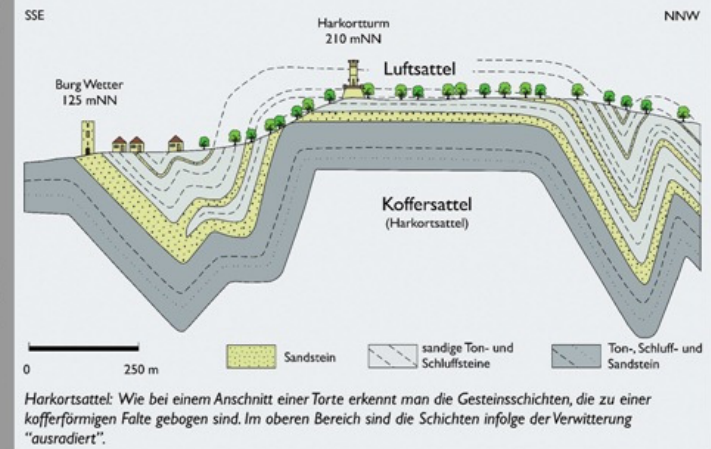 SSE
NNW
Harkortturm
210 mNN
Luftsattel
Burg Wetter
125 mNN
Koffersattel
(Harkortsattel)
0
250 m
Sandstein
sandige Ton- und
Schluffsteine
Ton-, Schluff- und
Sandstein
Harkortsattel: Wie bei einem Anschnitt einer Torte erkennt man die Gesteinsschichten, die zu einer
kofferförmigen Falte gebogen sind. Im oberen Bereich sind die Schichten infolge der Verwitterung
“ausradiert”.